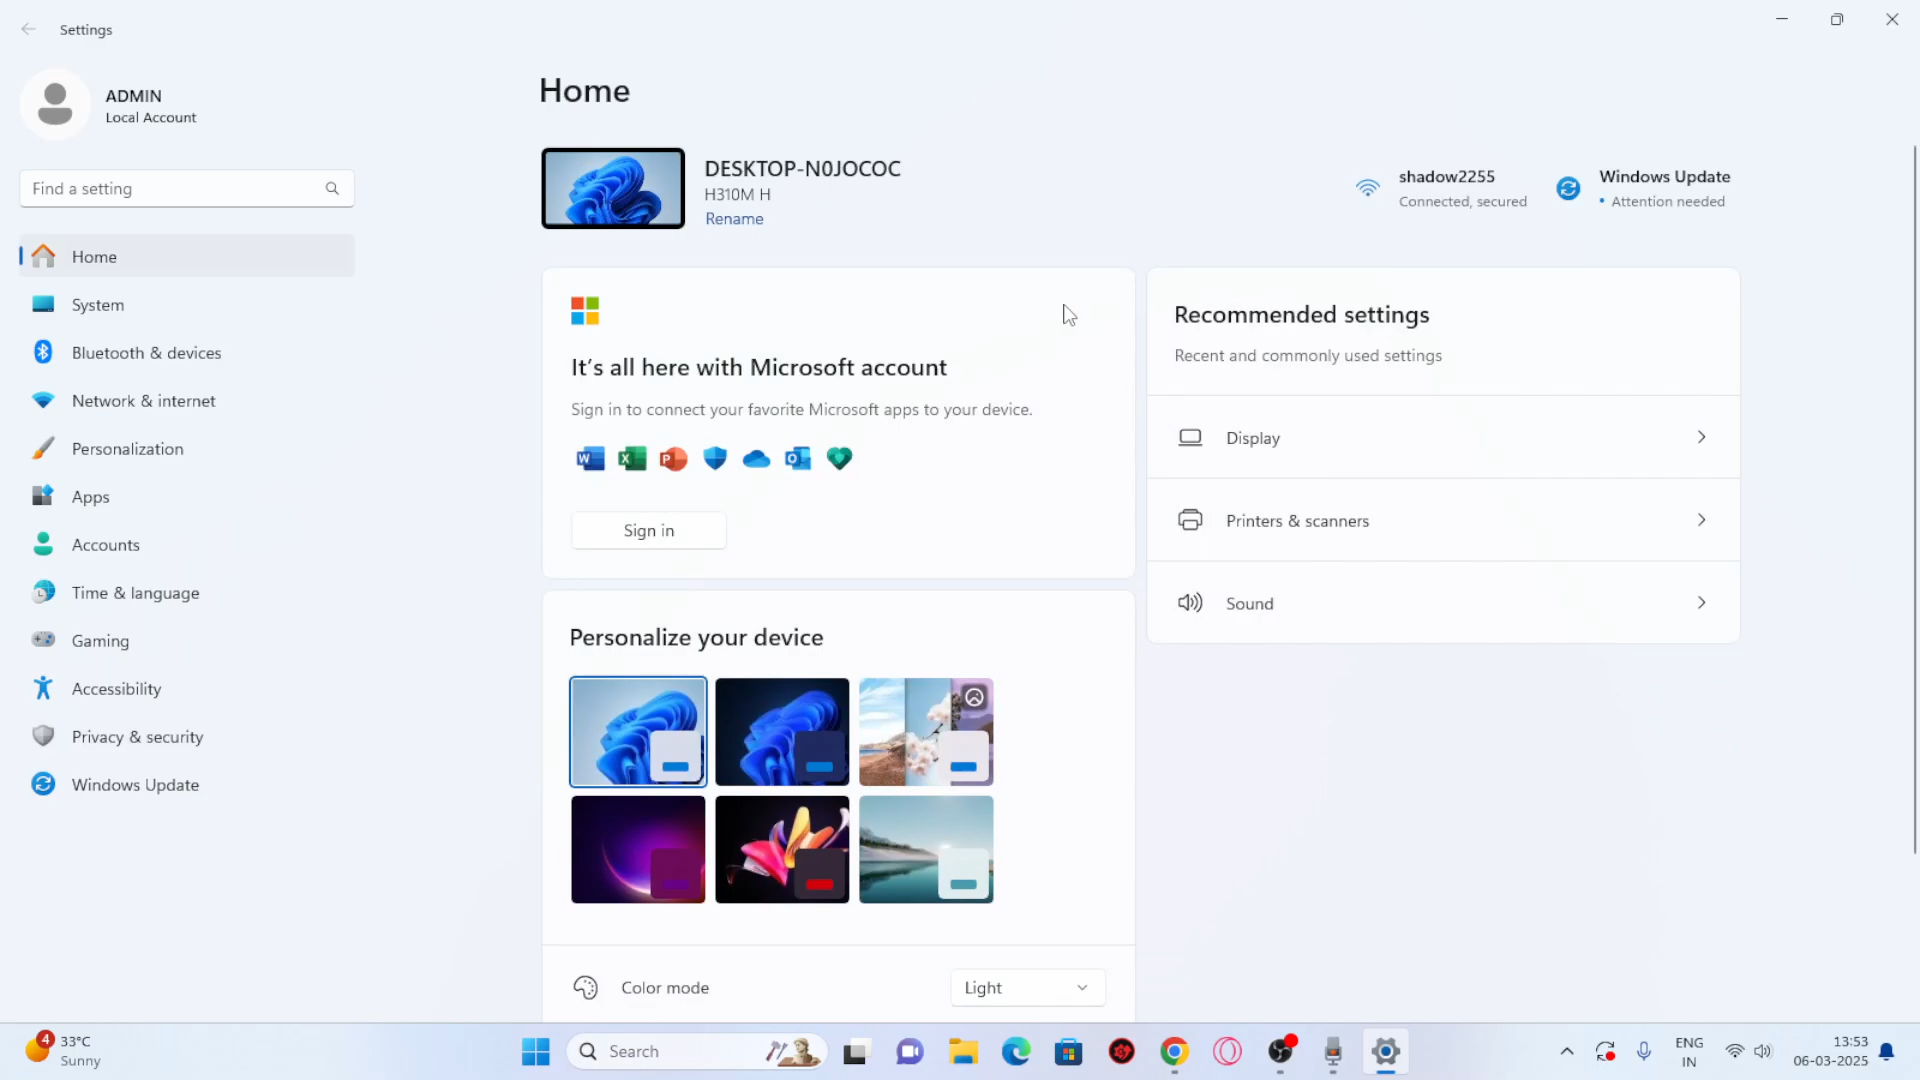 Settings
ADMIN
Local Account
Find a setting
Home
System
Bluetooth & devices
Network & internet
Personalization
Apps
Accounts
Time & language
Gaming
Accessibility
Privacy & security
Windows Update
Home
DESKTOP-N0JOCOC
H310M H
Rename
shadow2255
Connected, secured
Windows Update
• Attention needed
It's all here with Microsoft account
Sign in to connect your favorite Microsoft apps to your device.
Sign in
Recommended settings
Recent and commonly used settings
Display
Printers & scanners
Sound
Personalize your device
Color mode
Light
4
33°C
Sunny
Search
ENG
IN
13:53
06-03-2025